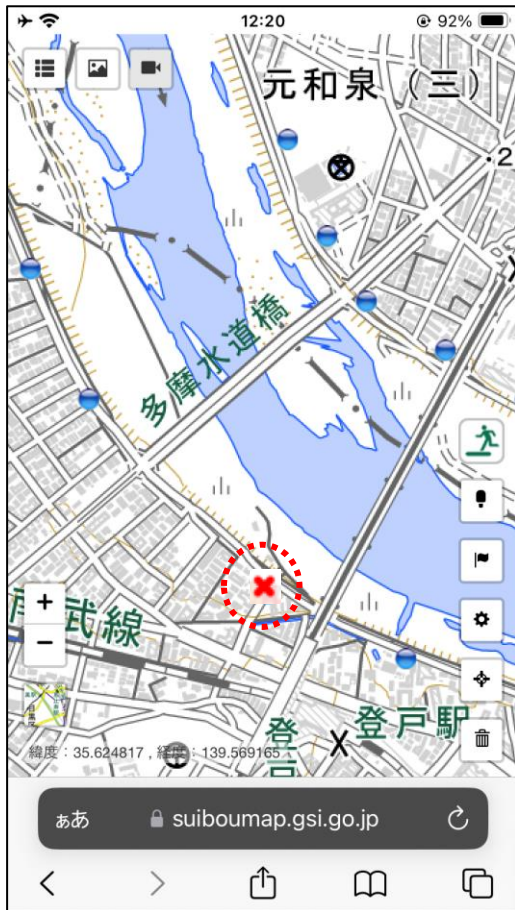 12:20
92%
元和泉（三）
・2
多摩水道橋
武線
登戸駅
登
緯度：35.624817 , 経度：139.569165
ぁあ
suiboumap.gsi.go.jp